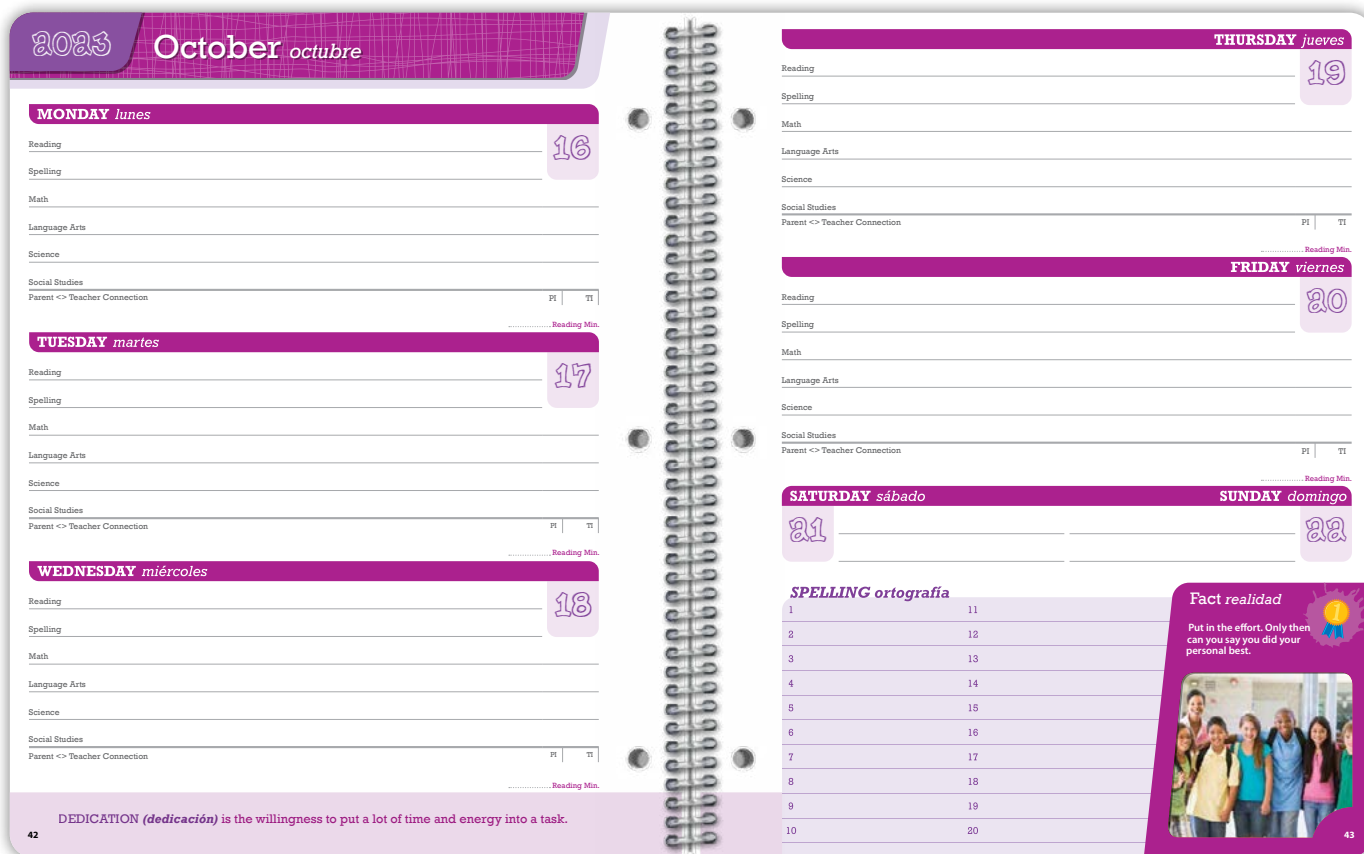 2023 October octubre
MONDAY lunes
16
Reading
Spelling
Math
Language Arts
Science
Social Studies
Parent <> Teacher Connection PI TI
Reading Min.
TUESDAY martes
17
Reading
Spelling
Math
Language Arts
Science
Social Studies
Parent <> Teacher Connection PI TI
Reading Min.
WEDNESDAY miércoles
18
Reading
Spelling
Math
Language Arts
Science
Social Studies
Parent <> Teacher Connection PI TI
Reading Min.
DEDICATION (dedicación) is the willingness to put a lot of time and energy into a task.
42
THURSDAY jueves
19
Reading
Spelling
Math
Language Arts
Science
Social Studies
Parent <> Teacher Connection PI TI
Reading Min.
FRIDAY viernes
20
Reading
Spelling
Math
Language Arts
Science
Social Studies
Parent <> Teacher Connection PI TI
Reading Min.
SATURDAY sábado SUNDAY domingo
21 22
SPELLING ortografía
1 11
2 12
3 13
4 14
5 15
6 16
7 17
8 18
9 19
10 20
Fact realidad
1
Put in the effort. Only then
can you say you did your
personal best.
43